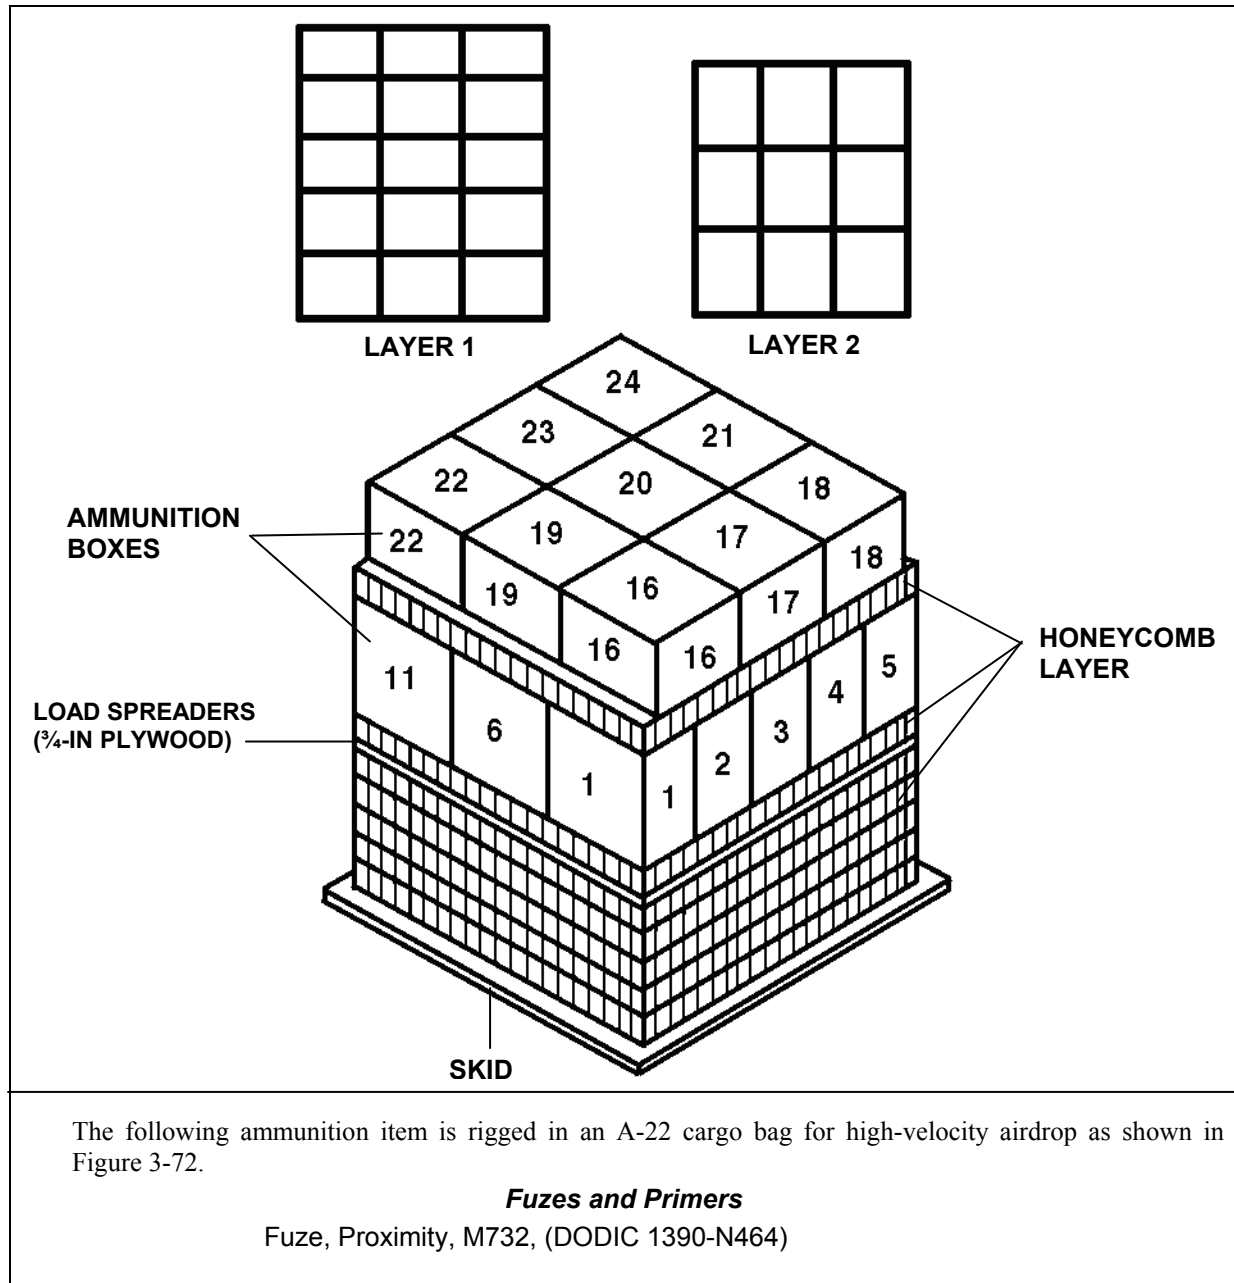 LAYER 1
LAYER 2
24
23
21
22
20
18
19
17
16
22
19
16
16
17
18
AMMUNITION
BOXES
HONEYCOMB
LAYER
11
6
1
1
2
3
4
5
LOAD SPREADERS
(¾-IN PLYWOOD)
SKID
The following ammunition item is rigged in an A-22 cargo bag for high-velocity airdrop as shown in
Figure 3-72.
Fuzes and Primers
Fuze, Proximity, M732, (DODIC 1390-N464)